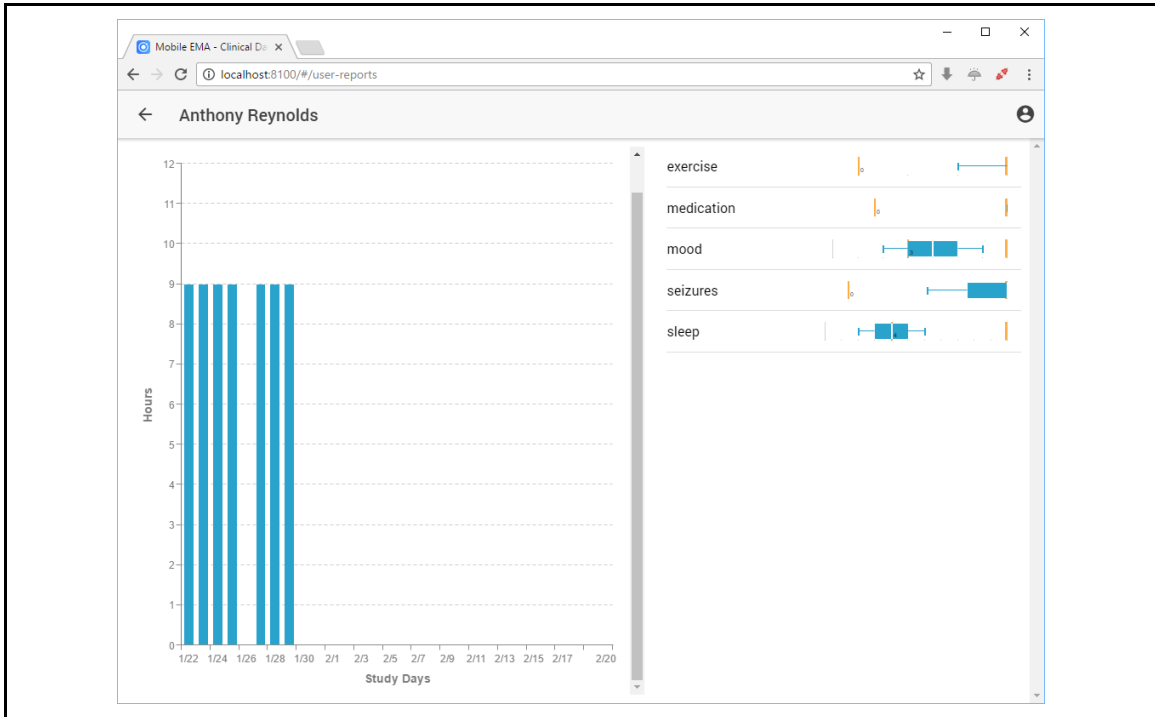 Mobile EMA - Clinical Da
localhost:8100/#/user-reports
Anthony Reynolds
12
11
10
9
8
7
6
5
4
3
2
1
0
Hours
1/22 1/24 1/26 1/28 1/30 2/1 2/3 2/5 2/7 2/9 2/11 2/13 2/15 2/17 2/20
Study Days
exercise
0
medication
0
mood
seizures
0
sleep